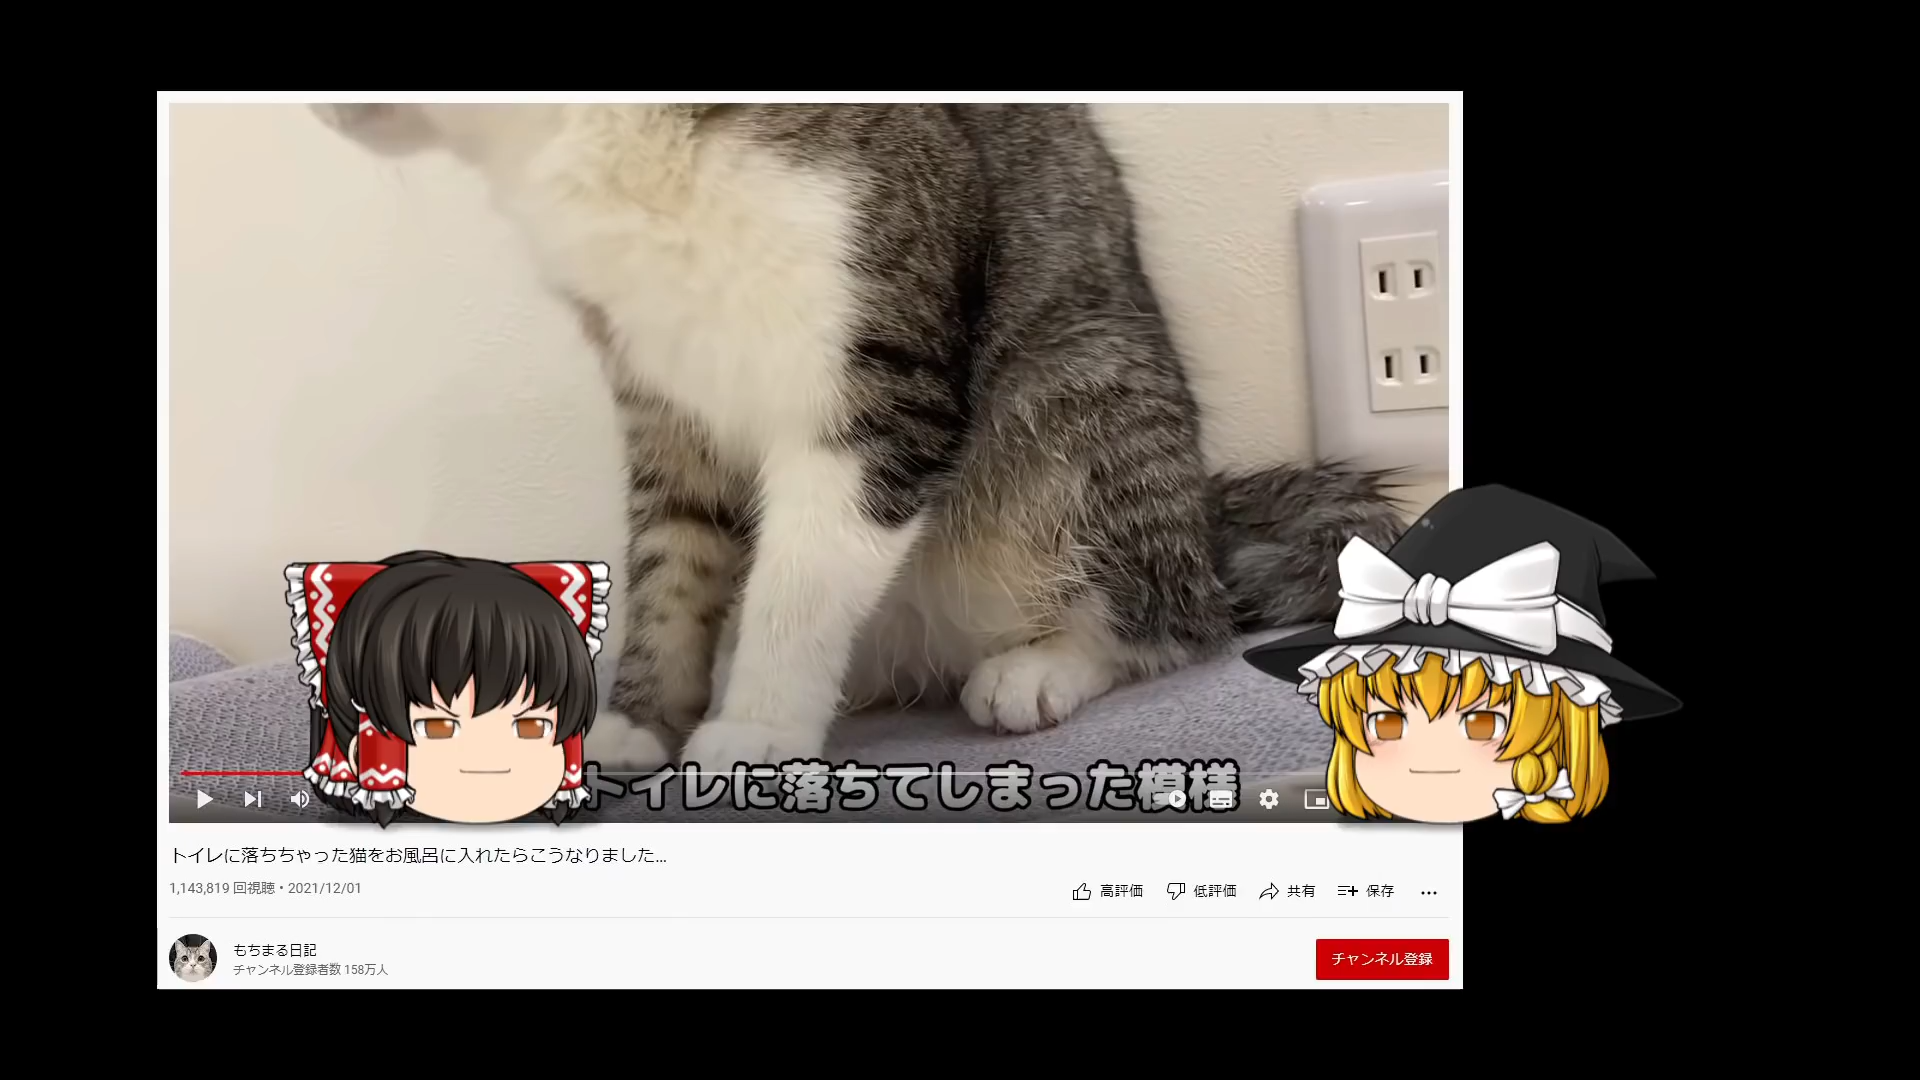 トイレに落ちてしまった模様
トイレに落ちちゃった猫をお風呂に入れたらこうなりました...
1,143,819 回視聴・2021/12/01
高評価 低評価 共有 保存
もちまる日記
チャンネル登録者数 158万人
チャンネル登録